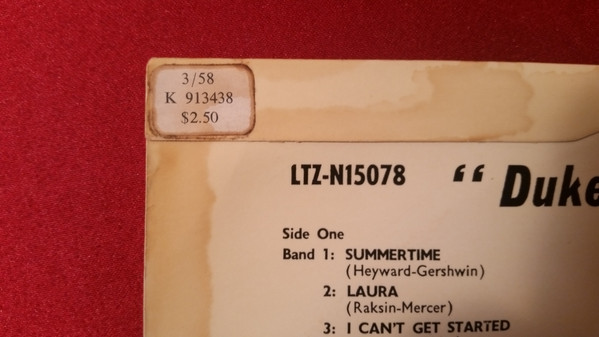 3/58
K 913438
$2.50
LTZ-N15078 " Duke
Side One
Band 1: SUMMERTIME
(Heyward-Gershwin)
2: LAURA
(Raksin-Mercer)
3: I CAN'T GET STARTED